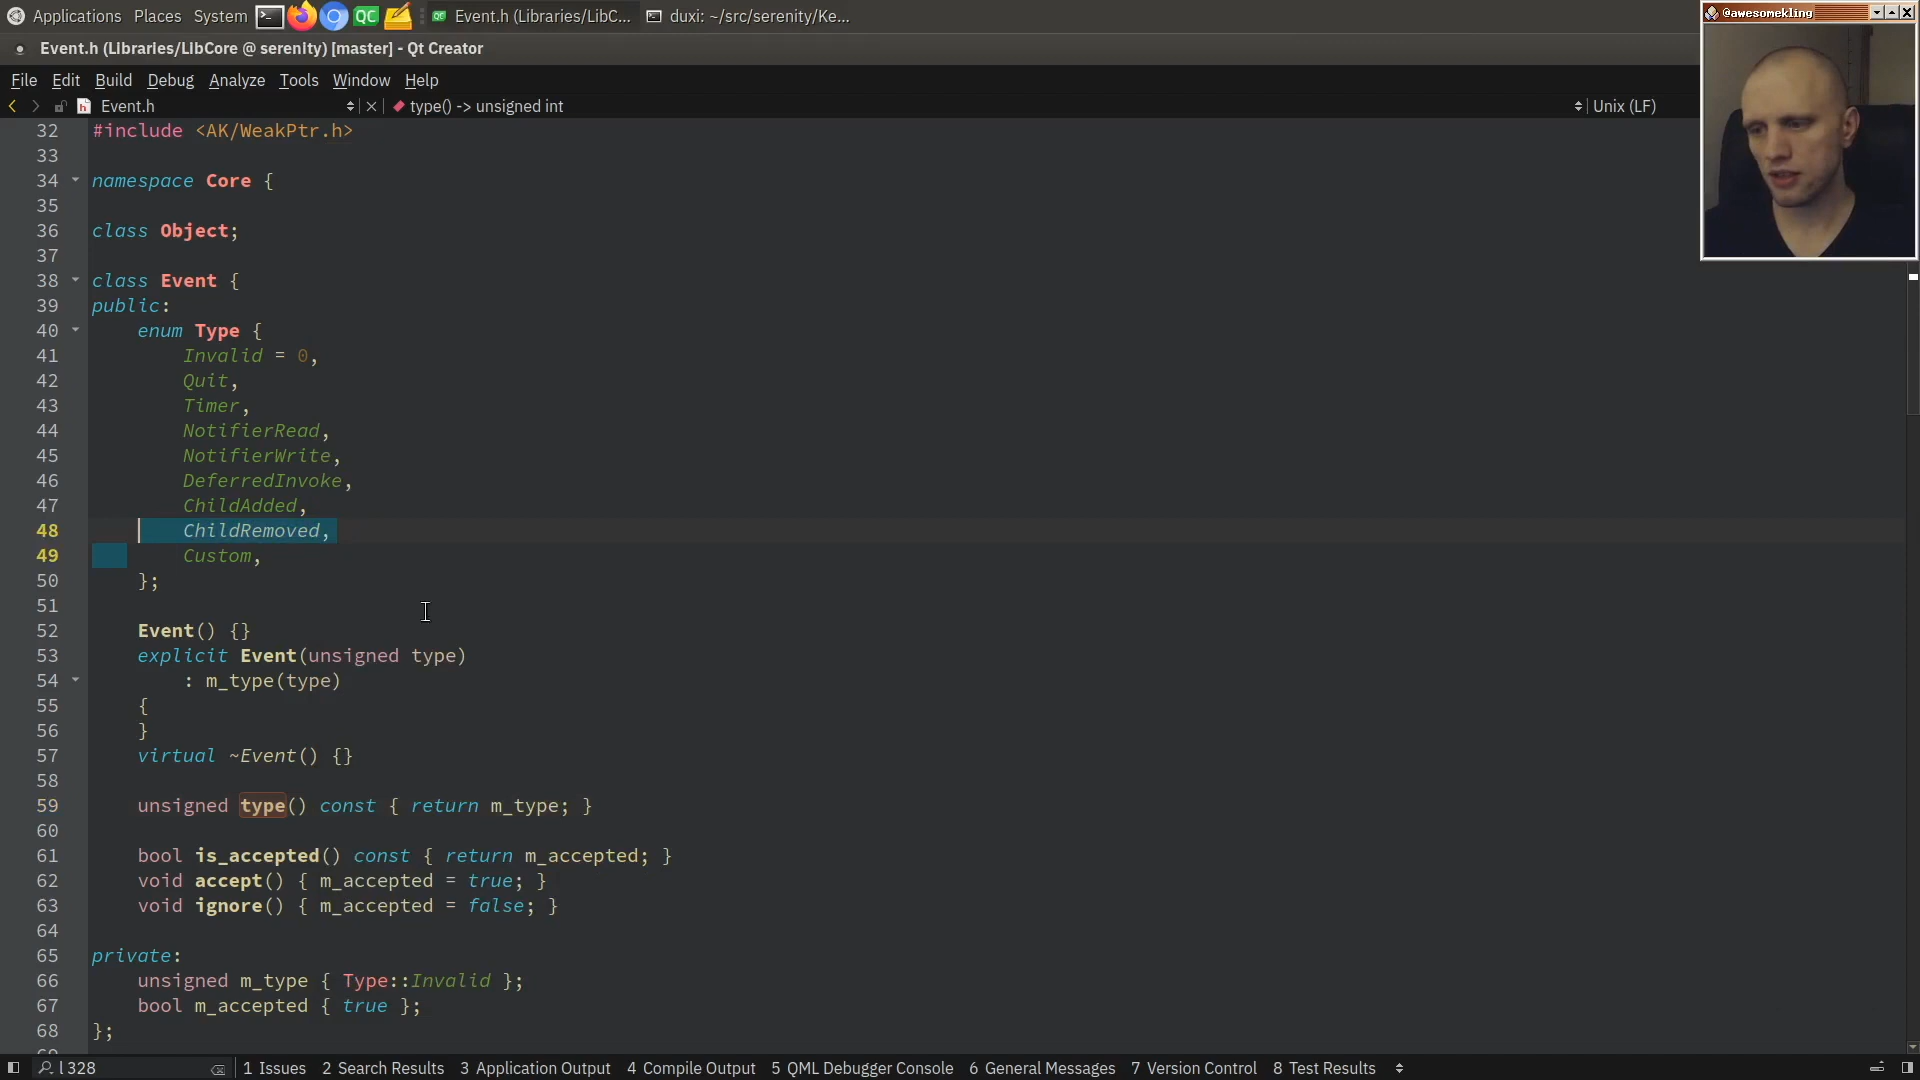 Applications Places System QC QC Event.h (Libraries/LibC... duxi: ~/src/serenity/Ke...
@awesomekling
Event.h (Libraries/LibCore @ serenity) [master] - Qt Creator
File Edit Build Debug Analyze Tools Window Help
h Event.h type() -> unsigned int Unix (LF)
32 #include <AK/WeakPtr.h>
33
34 namespace Core {
35
36 class Object;
37
38 class Event {
39 public:
40 enum Type {
41 Invalid = 0,
42 Quit,
43 Timer,
44 NotifierRead,
45 NotifierWrite,
46 DeferredInvoke,
47 ChildAdded,
48 ChildRemoved,
49 Custom,
50 };
51
52 Event() {}
53 explicit Event(unsigned type)
54 : m_type(type)
55 {
56 }
57 virtual ~Event() {}
58
59 unsigned type() const { return m_type; }
60
61 bool is_accepted() const { return m_accepted; }
62 void accept() { m_accepted = true; }
63 void ignore() { m_accepted = false; }
64
65 private:
66 unsigned m_type { Type::Invalid };
67 bool m_accepted { true };
68 };
69
l 328 1 Issues 2 Search Results 3 Application Output 4 Compile Output 5 QML Debugger Console 6 General Messages 7 Version Control 8 Test Results